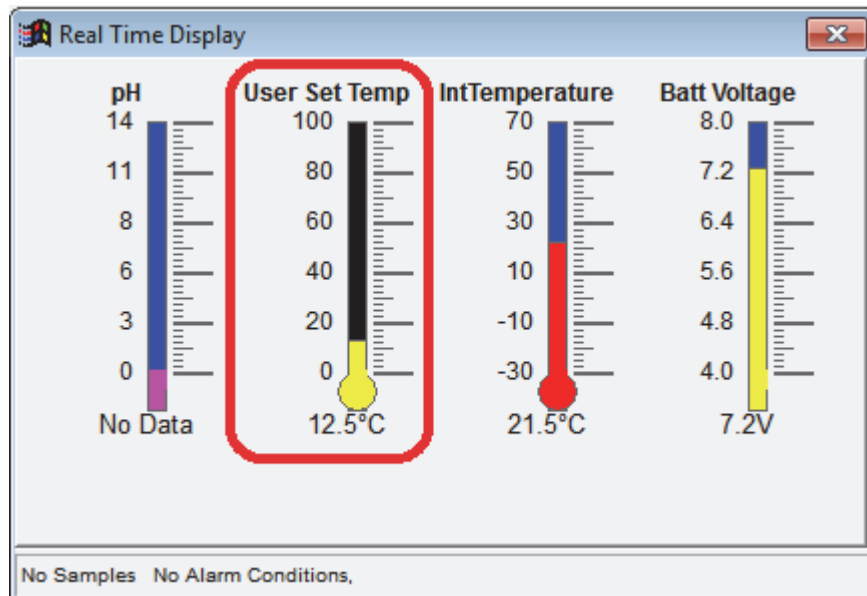 Real Time Display
pH User Set Temp IntTemperature Batt Voltage
14 100 70 8.0
11 80 50 7.2
8 60 30 6.4
6 40 10 5.6
3 20 -10 4.8
0 0 -30 4.0
No Data 12.5°C 21.5°C 7.2V
No Samples No Alarm Conditions,